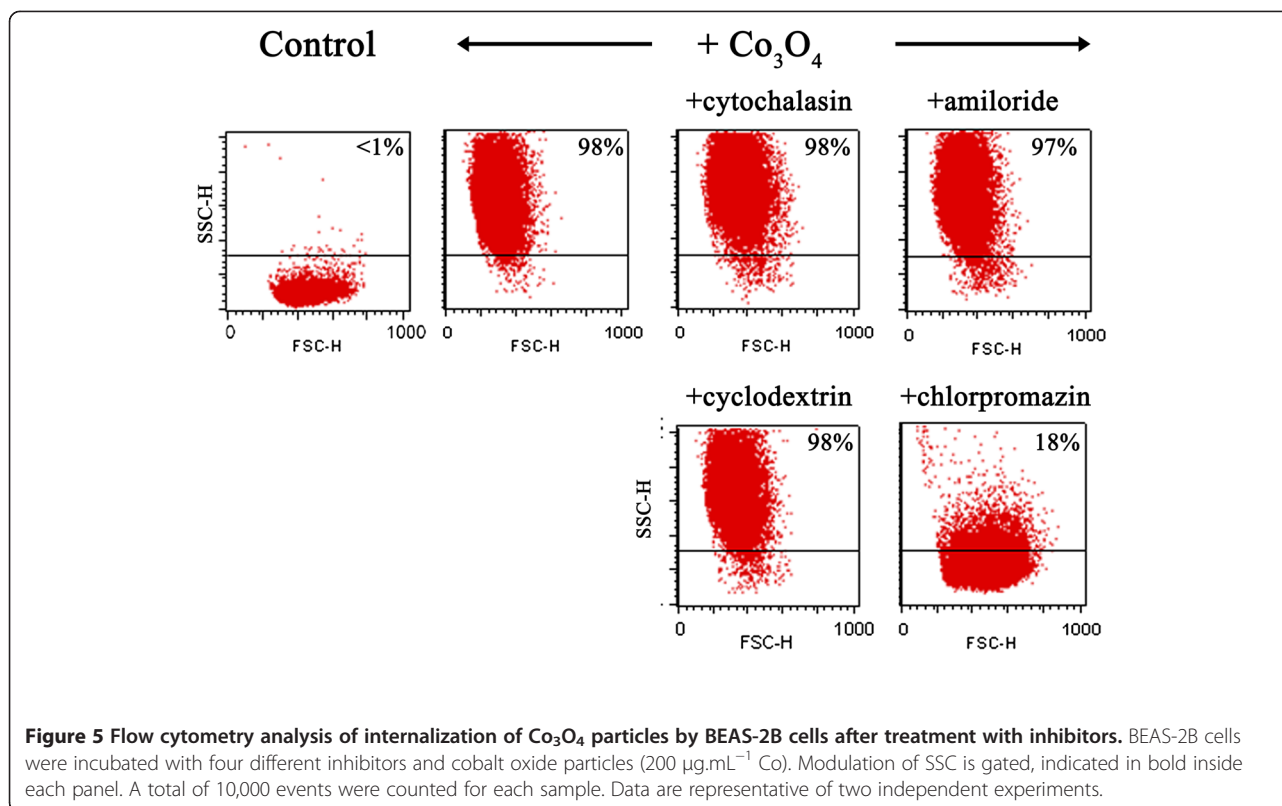 Control + Co₃O₄
+cytochalasin +amiloride
<1% 98% 98% 97%
SSC-H
0 1000 0 1000 0 1000 0 1000
FSC-H FSC-H FSC-H FSC-H
+cyclodextrin +chlorpromazin
98% 18%
SSC-H
0 1000 0 1000
FSC-H FSC-H
Figure 5 Flow cytometry analysis of internalization of Co₃O₄ particles by BEAS-2B cells after treatment with inhibitors. BEAS-2B cells
were incubated with four different inhibitors and cobalt oxide particles (200 μg.mL⁻¹ Co). Modulation of SSC is gated, indicated in bold inside
each panel. A total of 10,000 events were counted for each sample. Data are representative of two independent experiments.